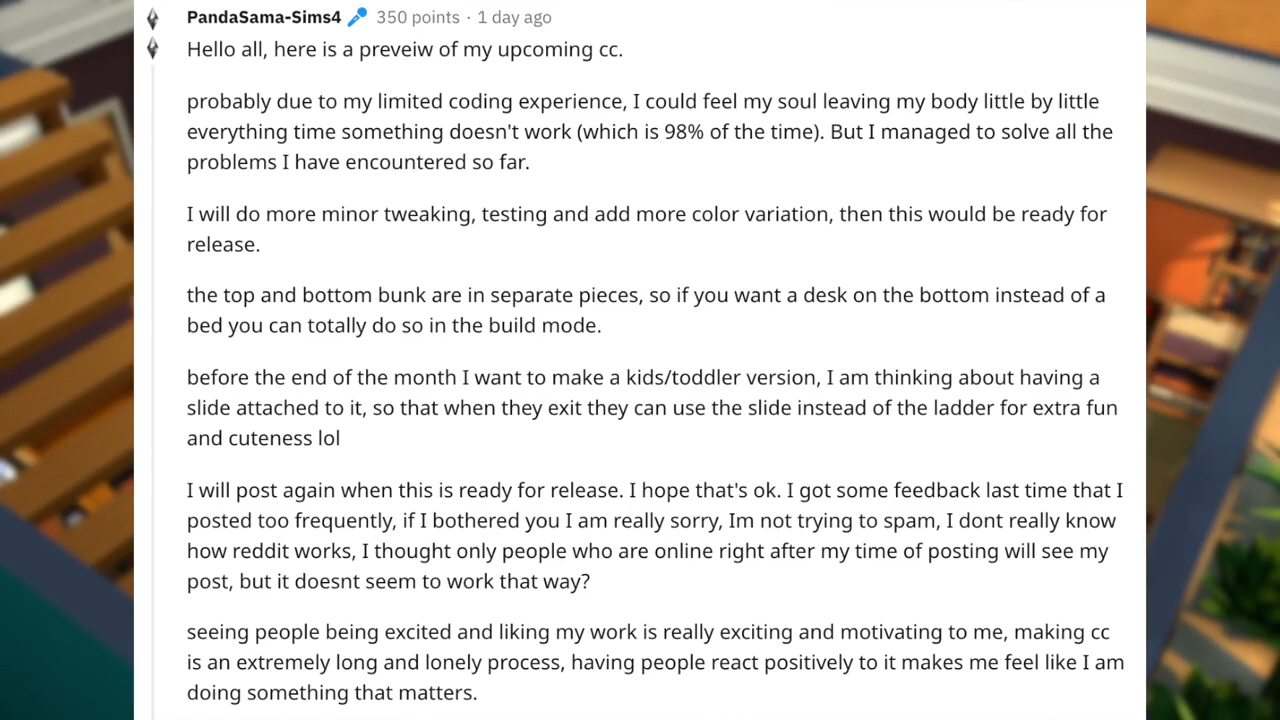 PandaSama-Sims4 350 points · 1 day ago
Hello all, here is a preveiw of my upcoming cc.
probably due to my limited coding experience, I could feel my soul leaving my body little by little
everything time something doesn't work (which is 98% of the time). But I managed to solve all the
problems I have encountered so far.
I will do more minor tweaking, testing and add more color variation, then this would be ready for
release.
the top and bottom bunk are in separate pieces, so if you want a desk on the bottom instead of a
bed you can totally do so in the build mode.
before the end of the month I want to make a kids/toddler version, I am thinking about having a
slide attached to it, so that when they exit they can use the slide instead of the ladder for extra fun
and cuteness lol
I will post again when this is ready for release. I hope that's ok. I got some feedback last time that I
posted too frequently, if I bothered you I am really sorry, Im not trying to spam, I dont really know
how reddit works, I thought only people who are online right after my time of posting will see my
post, but it doesnt seem to work that way?
seeing people being excited and liking my work is really exciting and motivating to me, making cc
is an extremely long and lonely process, having people react positively to it makes me feel like I am
doing something that matters.